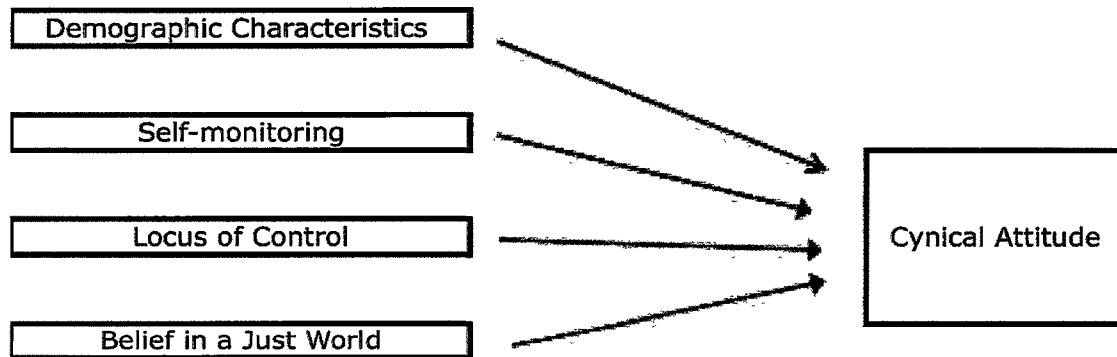 Demographic Characteristics
Self-monitoring
Locus of Control
Belief in a Just World
Cynical Attitude